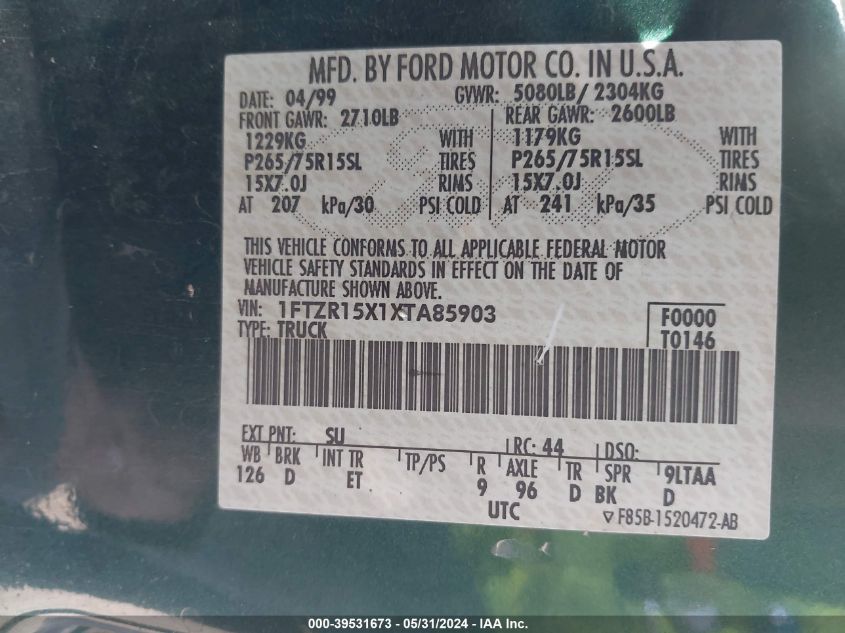 MFD. BY FORD MOTOR CO. IN U.S.A.
DATE: 04/99 GVWR: 5080LB/ 2304KG
FRONT GAWR: 2710LB REAR GAWR: 2600LB
1229KG WITH 1179KG WITH
P265/75R15SL TIRES P265/75R15SL TIRES
15X7.0J RIMS 15X7.0J RIMS
AT 207 kPa/30 PSI COLD AT 241 kPa/35 PSI COLD
THIS VEHICLE CONFORMS TO ALL APPLICABLE FEDERAL MOTOR
VEHICLE SAFETY STANDARDS IN EFFECT ON THE DATE OF
MANUFACTURE SHOWN ABOVE.
VIN: 1FTZR15X1XTA85903 F0000
TYPE: TRUCK T0146
EXT PNT: SU RC: 44 DSO:
WB BRK INT TR TP/PS R AXLE TR SPR 9LTAA
126 D ET 9 96 D BK D
UTC ▽ F85B-1520472-AB
000-39531673 - 05/31/2024 - IAA Inc.